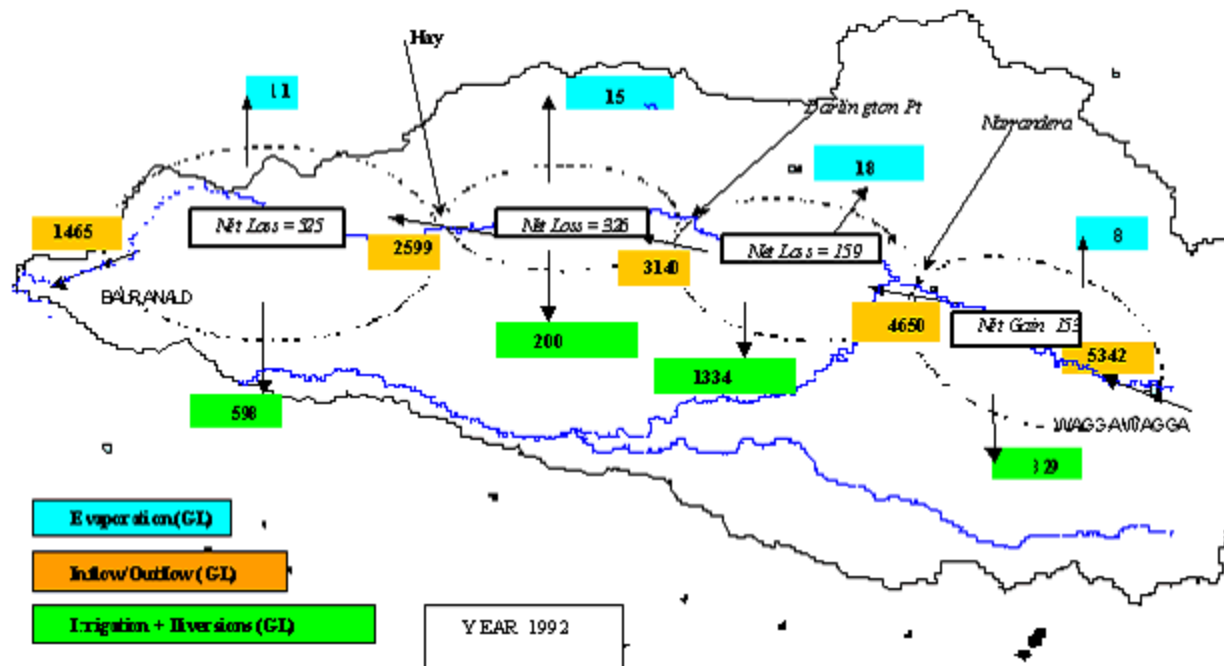 Hay
11
15
Darlington Pt
Narrandera
18
8
1465
Net Loss = 525
2599
Net Loss = 326
3140
Net Loss = 159
4650
Net Gain 153
5342
BALRANALD
200
1334
598
WAGGA WAGGA
Evaporation (GL)
Inflow/Outflow (GL)
Irrigation + Diversions (GL)
YEAR 1992